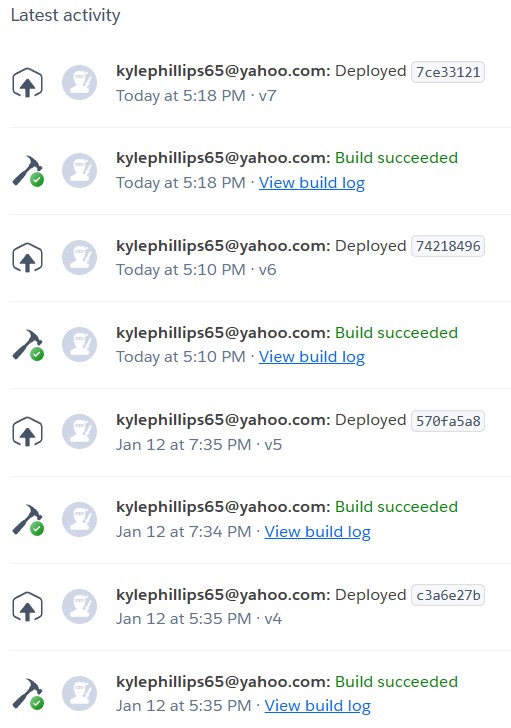 Latest activity
kylephillips65@yahoo.com: Deployed 7ce33121
Today at 5:18 PM · v7
kylephillips65@yahoo.com: Build succeeded
Today at 5:18 PM · View build log
kylephillips65@yahoo.com: Deployed 74218496
Today at 5:10 PM · v6
kylephillips65@yahoo.com: Build succeeded
Today at 5:10 PM · View build log
kylephillips65@yahoo.com: Deployed 570fa5a8
Jan 12 at 7:35 PM · v5
kylephillips65@yahoo.com: Build succeeded
Jan 12 at 7:34 PM · View build log
kylephillips65@yahoo.com: Deployed c3a6e27b
Jan 12 at 5:35 PM · v4
kylephillips65@yahoo.com: Build succeeded
Jan 12 at 5:35 PM · View build log